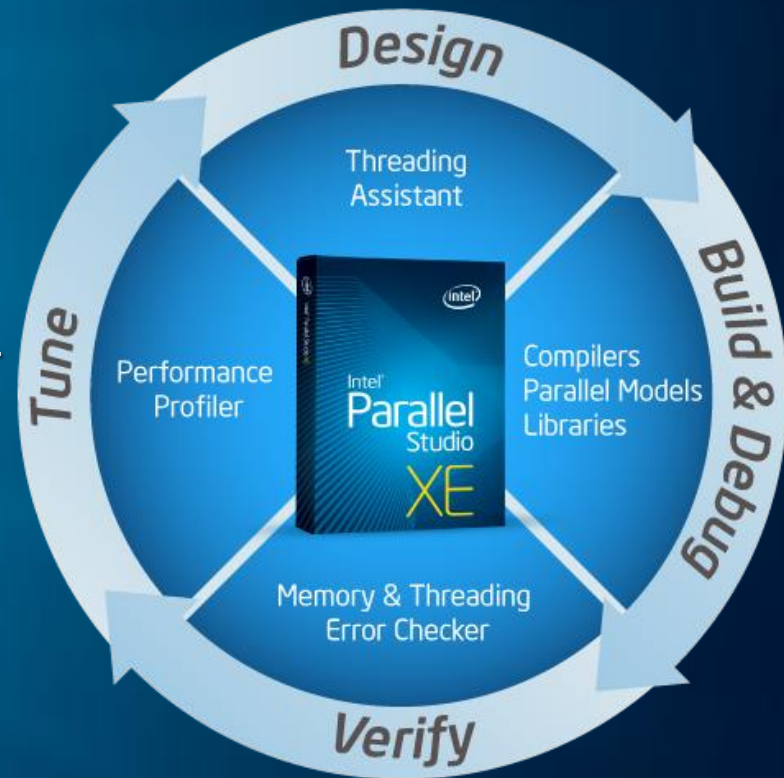 Design
Threading
Assistant
Build & Debug
Compilers
Parallel Models
Libraries
Memory & Threading
Error Checker
Verify
Tune
Performance
Profiler
intel
Intel®
Parallel
Studio
XE